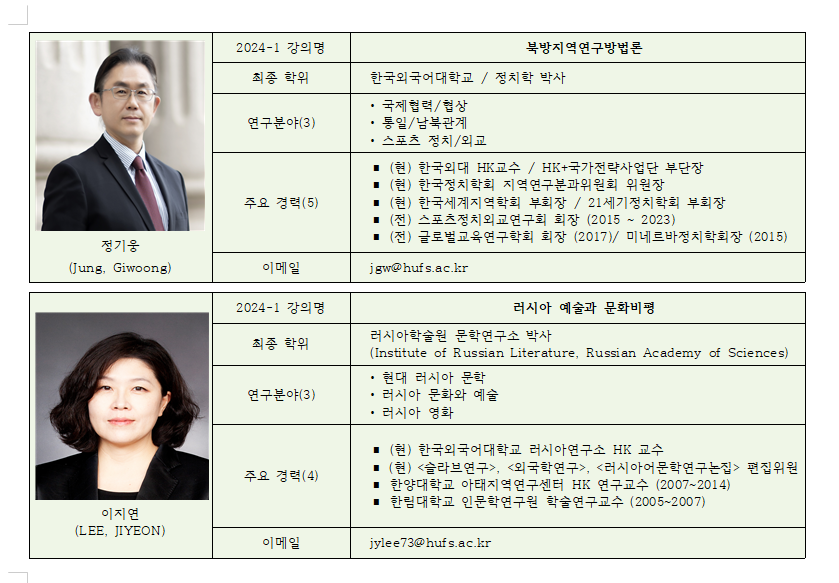 2024-1 강의명
북방지역연구방법론
최종 학위
한국외국어대학교 / 정치학 박사
연구분야(3)
• 국제협력/협상
• 통일/남북관계
• 스포츠 정치/외교
주요 경력(5)
■ (현) 한국외대 HK교수 / HK+국가전략사업단 부단장
■ (현) 한국정치학회 지역연구분과위원회 위원장
■ (현) 한국세계지역학회 부회장 / 21세기정치학회 부회장
■ (전) 스포츠정치외교연구회 회장 (2015 ~ 2023)
■ (전) 글로벌교육연구학회 회장 (2017)/ 미네르바정치학회장 (2015)
정기웅
(Jung, Giwoong)
이메일
jgw@hufs.ac.kr
2024-1 강의명
러시아 예술과 문화비평
최종 학위
러시아학술원 문학연구소 박사
(Institute of Russian Literature, Russian Academy of Sciences)
연구분야(3)
• 현대 러시아 문학
• 러시아 문화와 예술
• 러시아 영화
주요 경력(4)
■ (현) 한국외국어대학교 러시아연구소 HK 교수
■ (현) <슬라브연구>, <외국학연구>, <러시아어문학연구논집> 편집위원
■ 한양대학교 아태지역연구센터 HK 연구교수 (2007~2014)
■ 한림대학교 인문학연구원 학술연구교수 (2005~2007)
이지연
(LEE, JIYEON)
이메일
jylee73@hufs.ac.kr